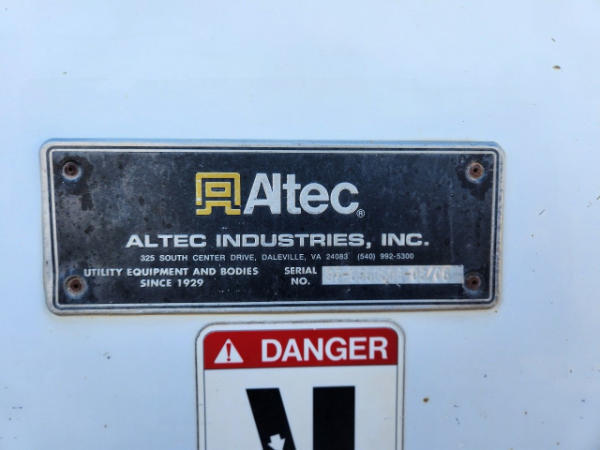 Altec®
ALTEC INDUSTRIES, INC.
325 SOUTH CENTER DRIVE, DALEVILLE, VA 24083 (540) 992-5300
UTILITY EQUIPMENT AND BODIES SERIAL
SINCE 1929 NO.
DANGER